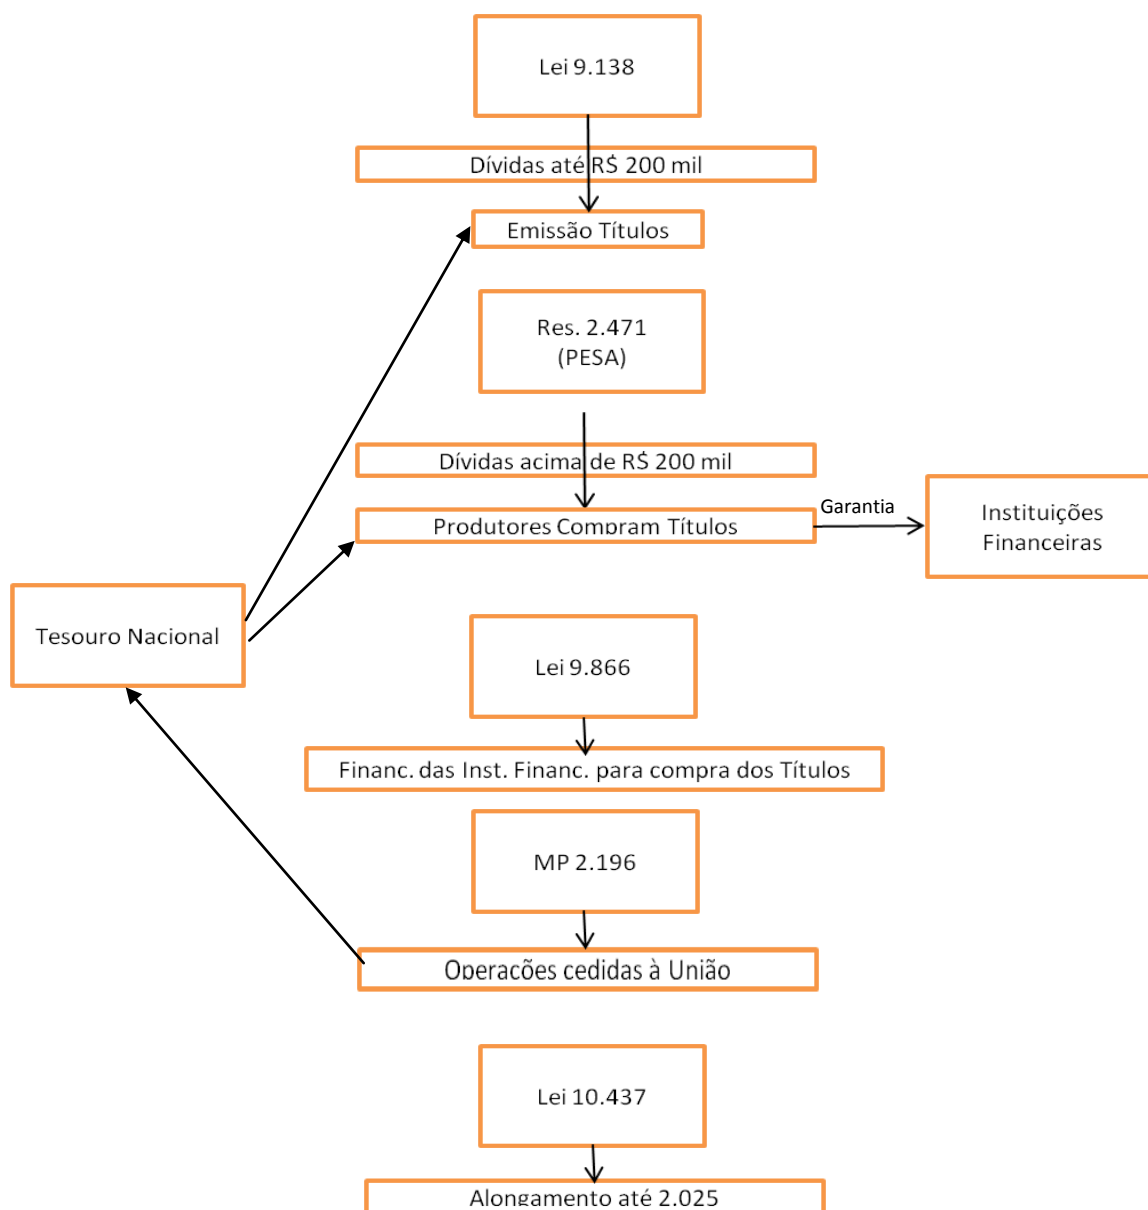 Lei 9.138
Dívidas até R$ 200 mil
Emissão Títulos
Res. 2.471
(PESA)
Dívidas acima de R$ 200 mil
Produtores Compram Títulos
Garantia
Instituições
Financeiras
Tesouro Nacional
Lei 9.866
Financ. das Inst. Financ. para compra dos Títulos
MP 2.196
Operações cedidas à União
Lei 10.437
Alongamento até 2.025